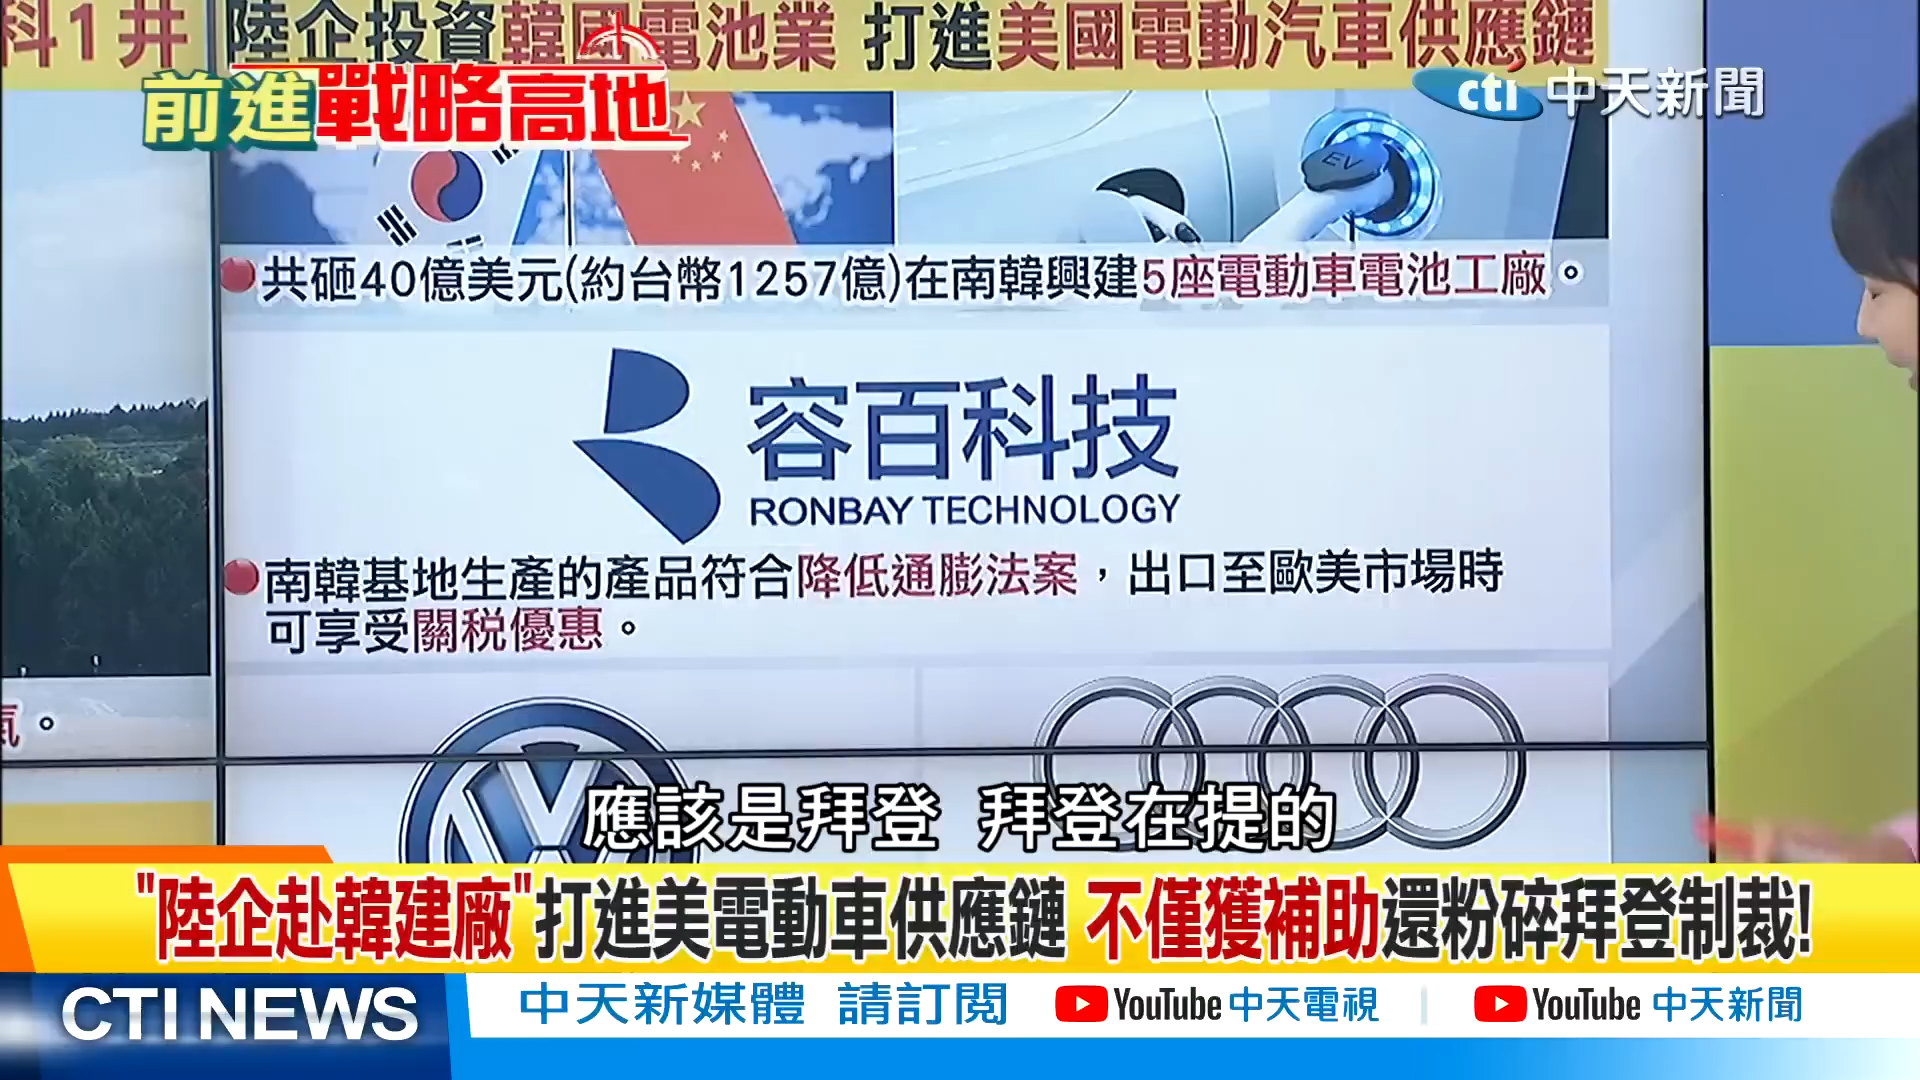 科1井
陸企投資韓國電池業 打進美國電動汽車供應鏈
前進戰略高地
cti 中天新聞
EV
●共砸40億美元(約台幣1257億)在南韓興建5座電動車電池工廠。
容百科技
RONBAY TECHNOLOGY
●南韓基地生產的產品符合降低通膨法案，出口至歐美市場時
可享受關稅優惠。
氣。
應該是拜登 拜登在提的
"陸企赴韓建廠"打進美電動車供應鏈 不僅獲補助還粉碎拜登制裁!
CTI NEWS
中天新媒體 請訂閱 YouTube 中天電視 | YouTube 中天新聞